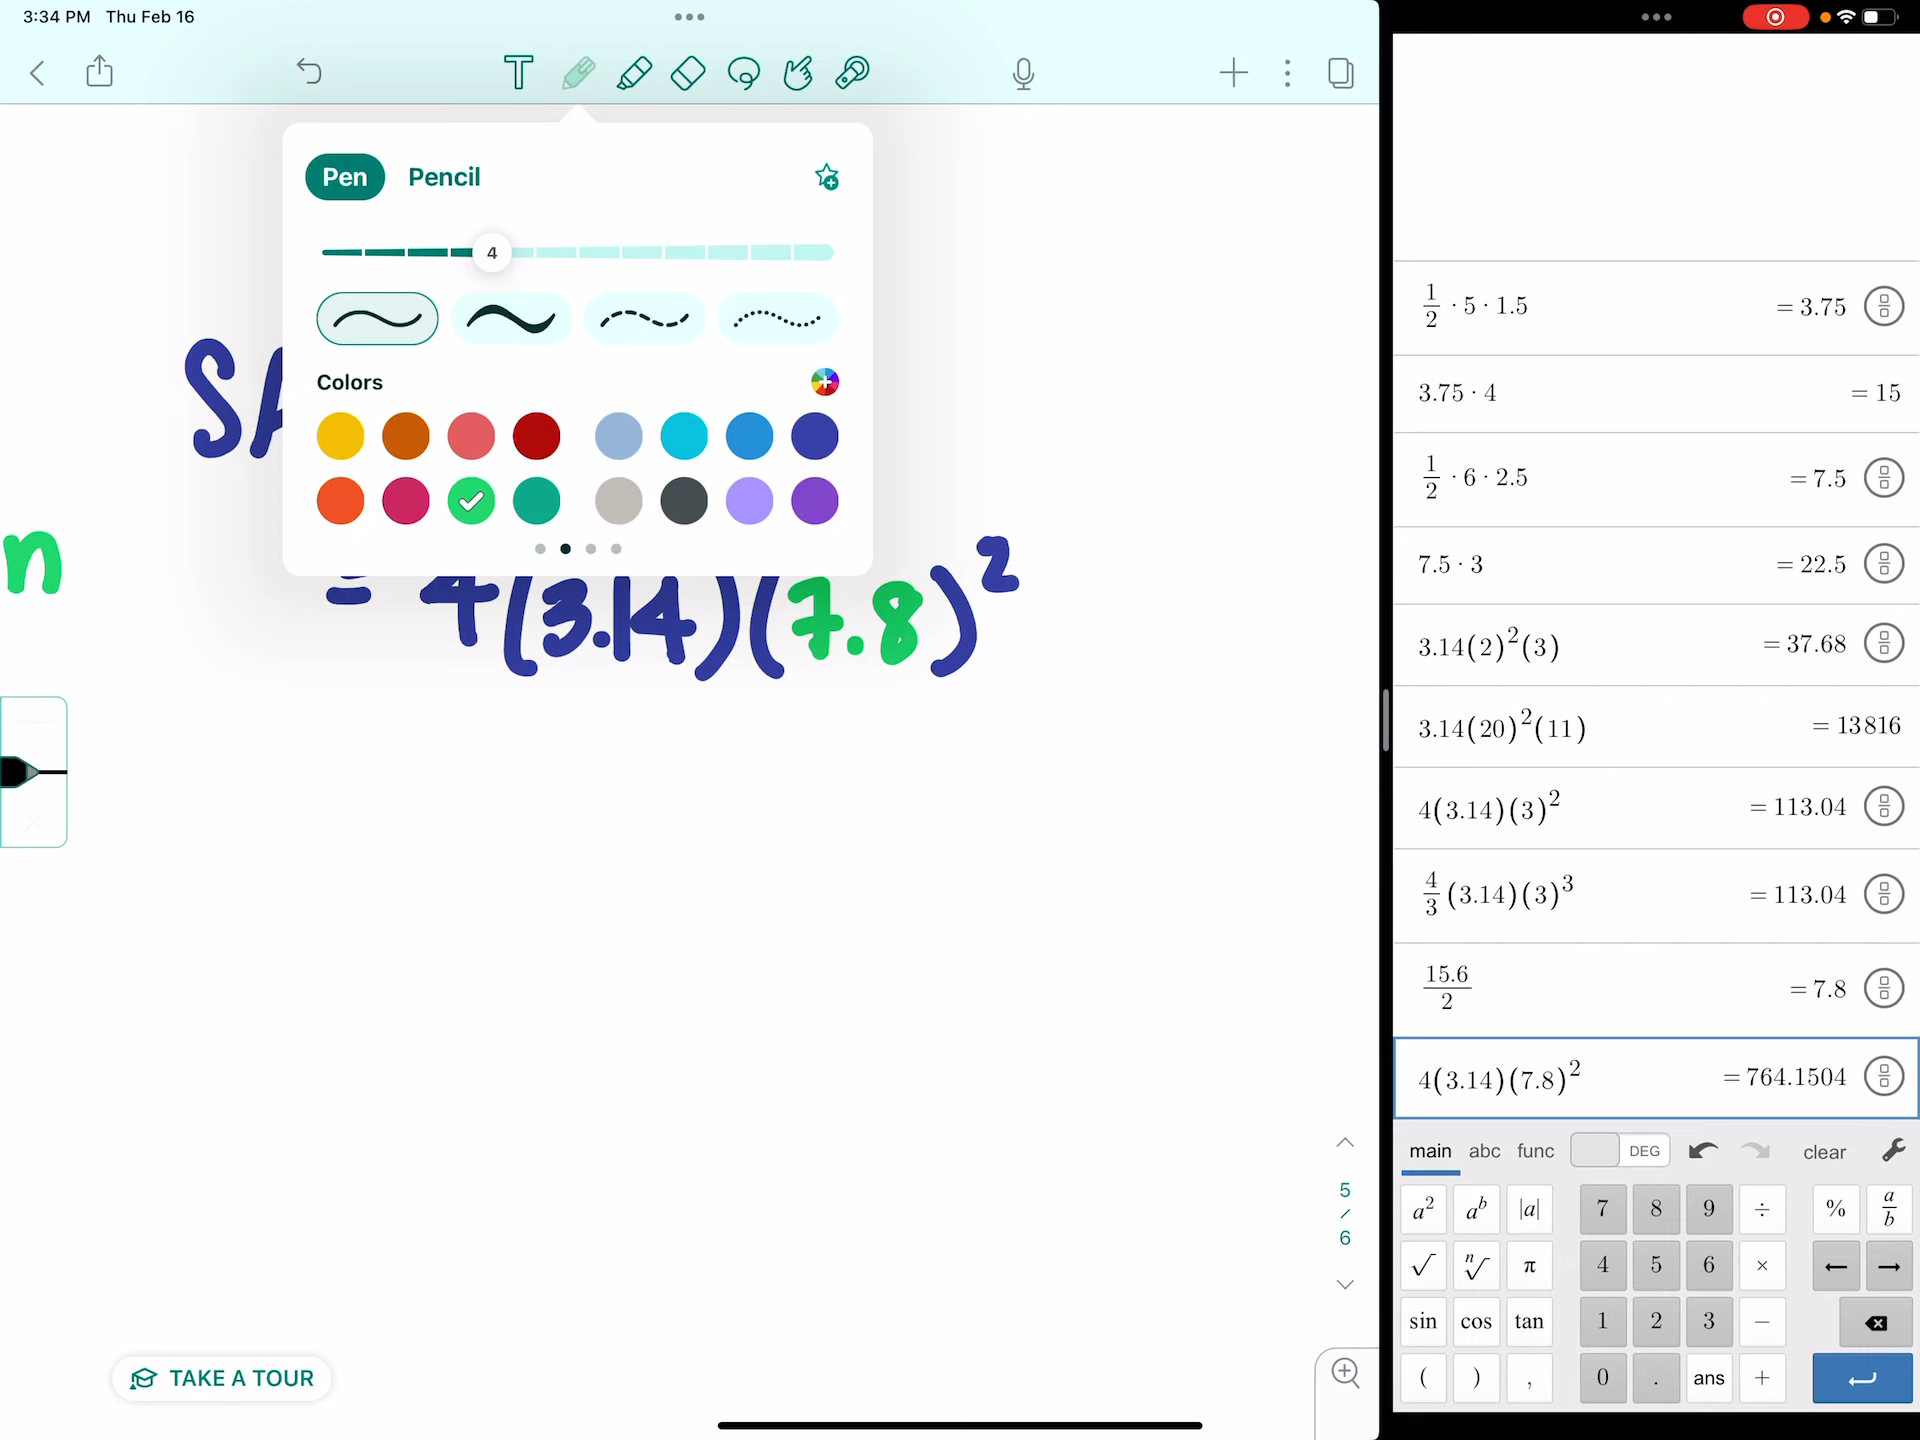 3:34 PM Thu Feb 16
T
Pen Pencil
4
Colors
SA
n
= 4(3.14)(7.8)²
5
/
6
TAKE A TOUR
1/2 · 5 · 1.5 = 3.75
3.75 · 4 = 15
1/2 · 6 · 2.5 = 7.5
7.5 · 3 = 22.5
3.14(2)²(3) = 37.68
3.14(20)²(11) = 13816
4(3.14)(3)² = 113.04
4/3 (3.14)(3)³ = 113.04
15.6/2 = 7.8
4(3.14)(7.8)² = 764.1504
main abc func DEG clear
a² aᵇ |a| 7 8 9 ÷ % a/b
√ ⁿ√ π 4 5 6 × ← →
sin cos tan 1 2 3 −
( ) , 0 . ans +